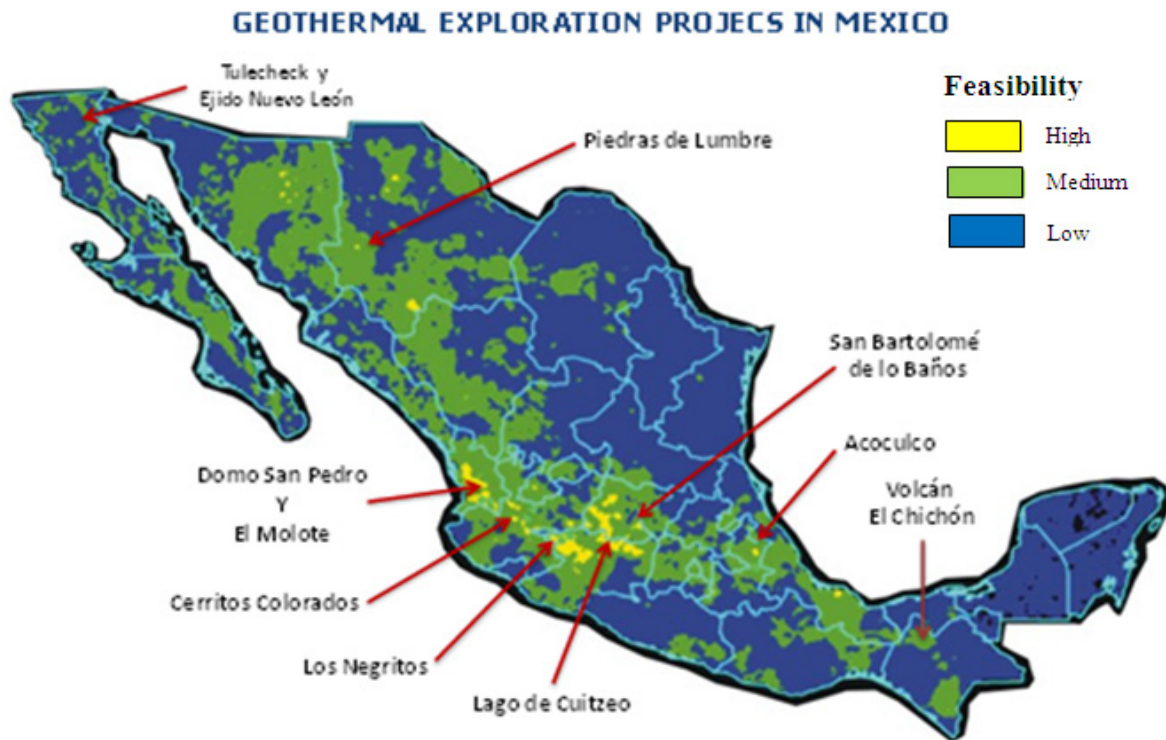 GEOTHERMAL EXPLORATION PROJECS IN MEXICO
Tulecheck y
Ejido Nuevo León
Feasibility
High
Medium
Low
Piedras de Lumbre
San Bartolomé
de lo Baños
Acoculco
Volcán
El Chichón
Domo San Pedro
Y
El Molote
Cerritos Colorados
Los Negritos
Lago de Cuitzeo